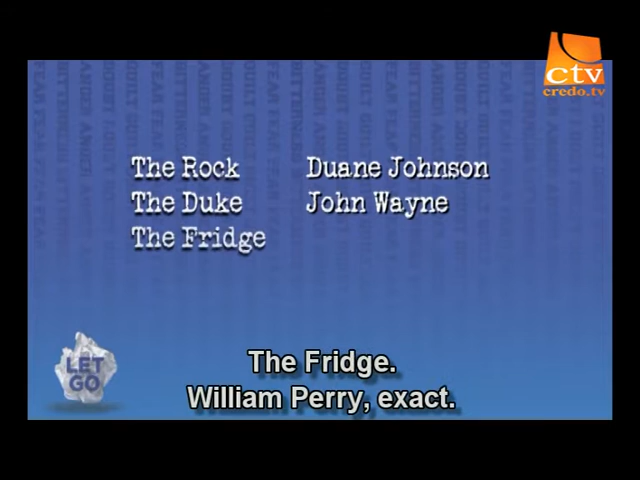 ctv
credo.tv
The Rock Duane Johnson
The Duke John Wayne
The Fridge
LET
GO
The Fridge.
William Perry, exact.